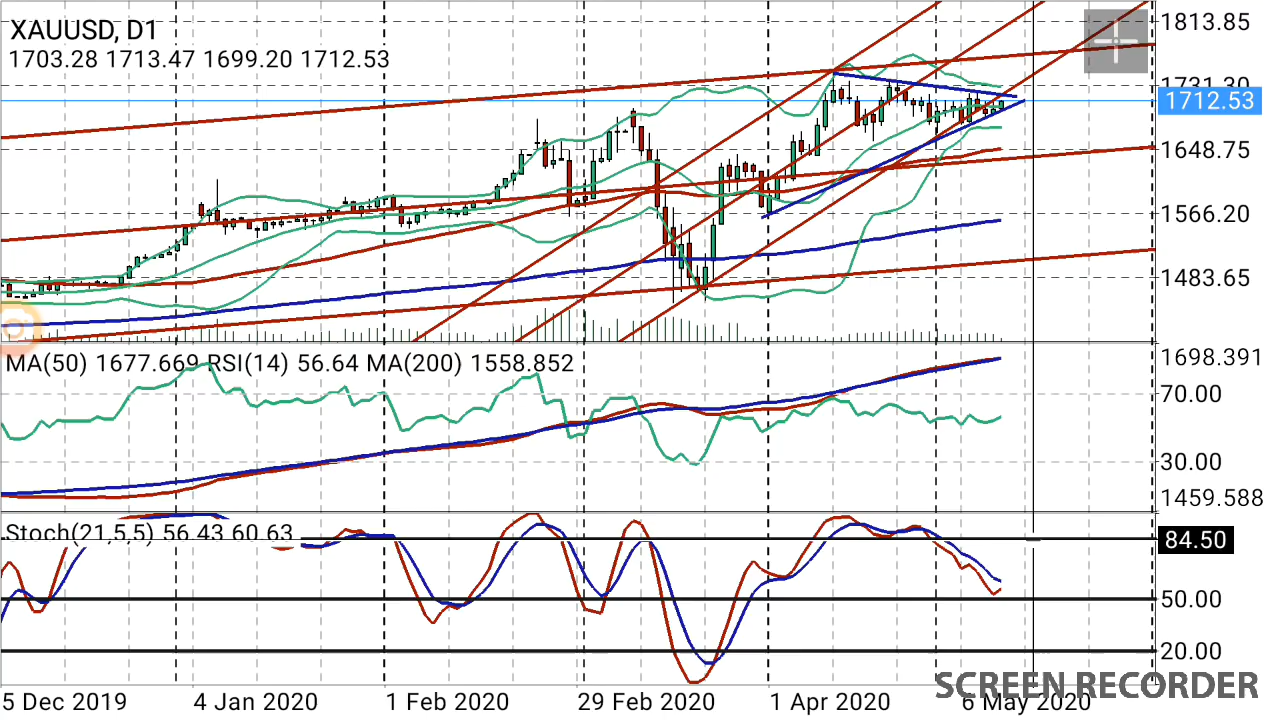 XAUUSD, D1
1703.28 1713.47 1699.20 1712.53
1813.85
1731.20
1712.53
1648.75
1566.20
1483.65
MA(50) 1677.669 RSI(14) 56.64 MA(200) 1558.852
1698.391
70.00
30.00
1459.588
Stoch(21,5,5) 56.43 60.63
84.50
50.00
20.00
5 Dec 2019 4 Jan 2020 1 Feb 2020 29 Feb 2020 1 Apr 2020 6 May 2020
SCREEN RECORDER